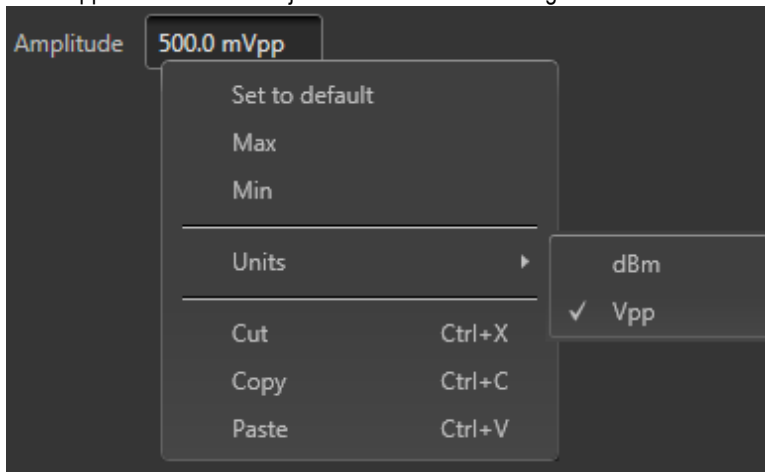 Amplitude 500.0 mVpp
Set to default
Max
Min
Units
dBm
✓ Vpp
Cut Ctrl+X
Copy Ctrl+C
Paste Ctrl+V